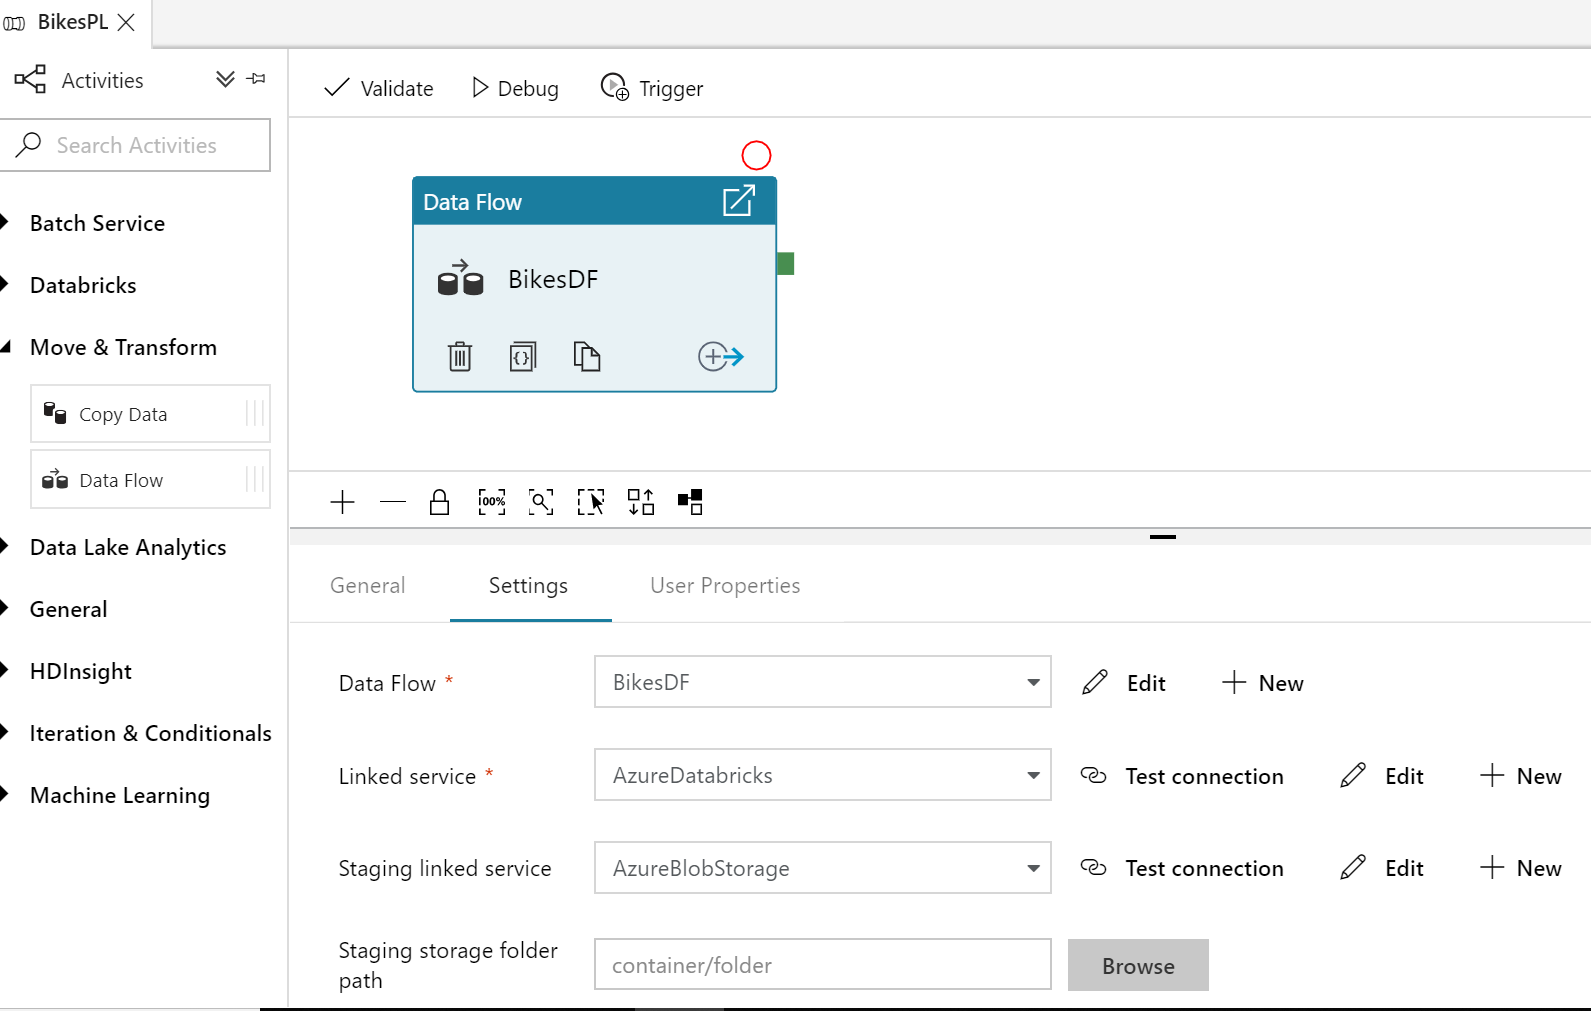 BikesPL
Activities
Search Activities
Batch Service
Databricks
Move & Transform
Copy Data
Data Flow
Data Lake Analytics
General
HDInsight
Iteration & Conditionals
Machine Learning
Validate Debug Trigger
Data Flow
BikesDF
{}
100%
General Settings User Properties
Data Flow * BikesDF Edit New
Linked service * AzureDatabricks Test connection Edit New
Staging linked service AzureBlobStorage Test connection Edit New
Staging storage folder
path
container/folder Browse